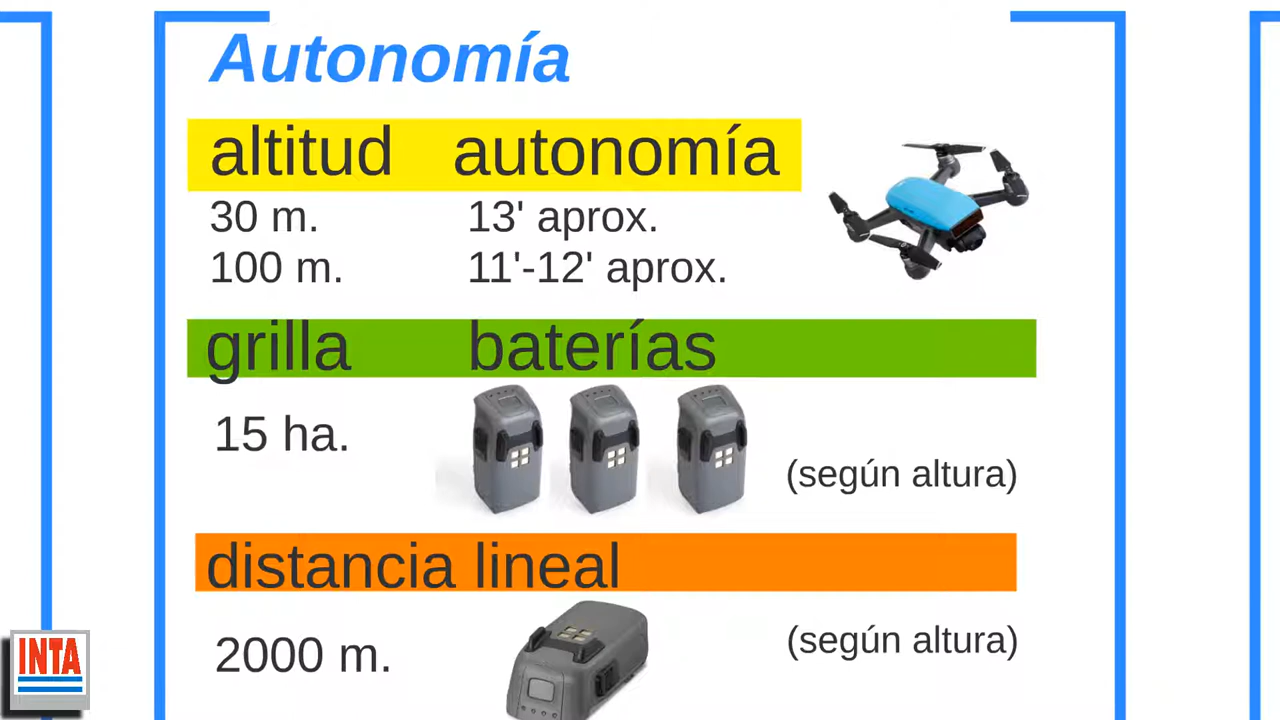 Autonomía
altitud autonomía
30 m. 13' aprox.
100 m. 11'-12' aprox.
grilla baterías
15 ha.
(según altura)
distancia lineal
2000 m.
(según altura)
INTA